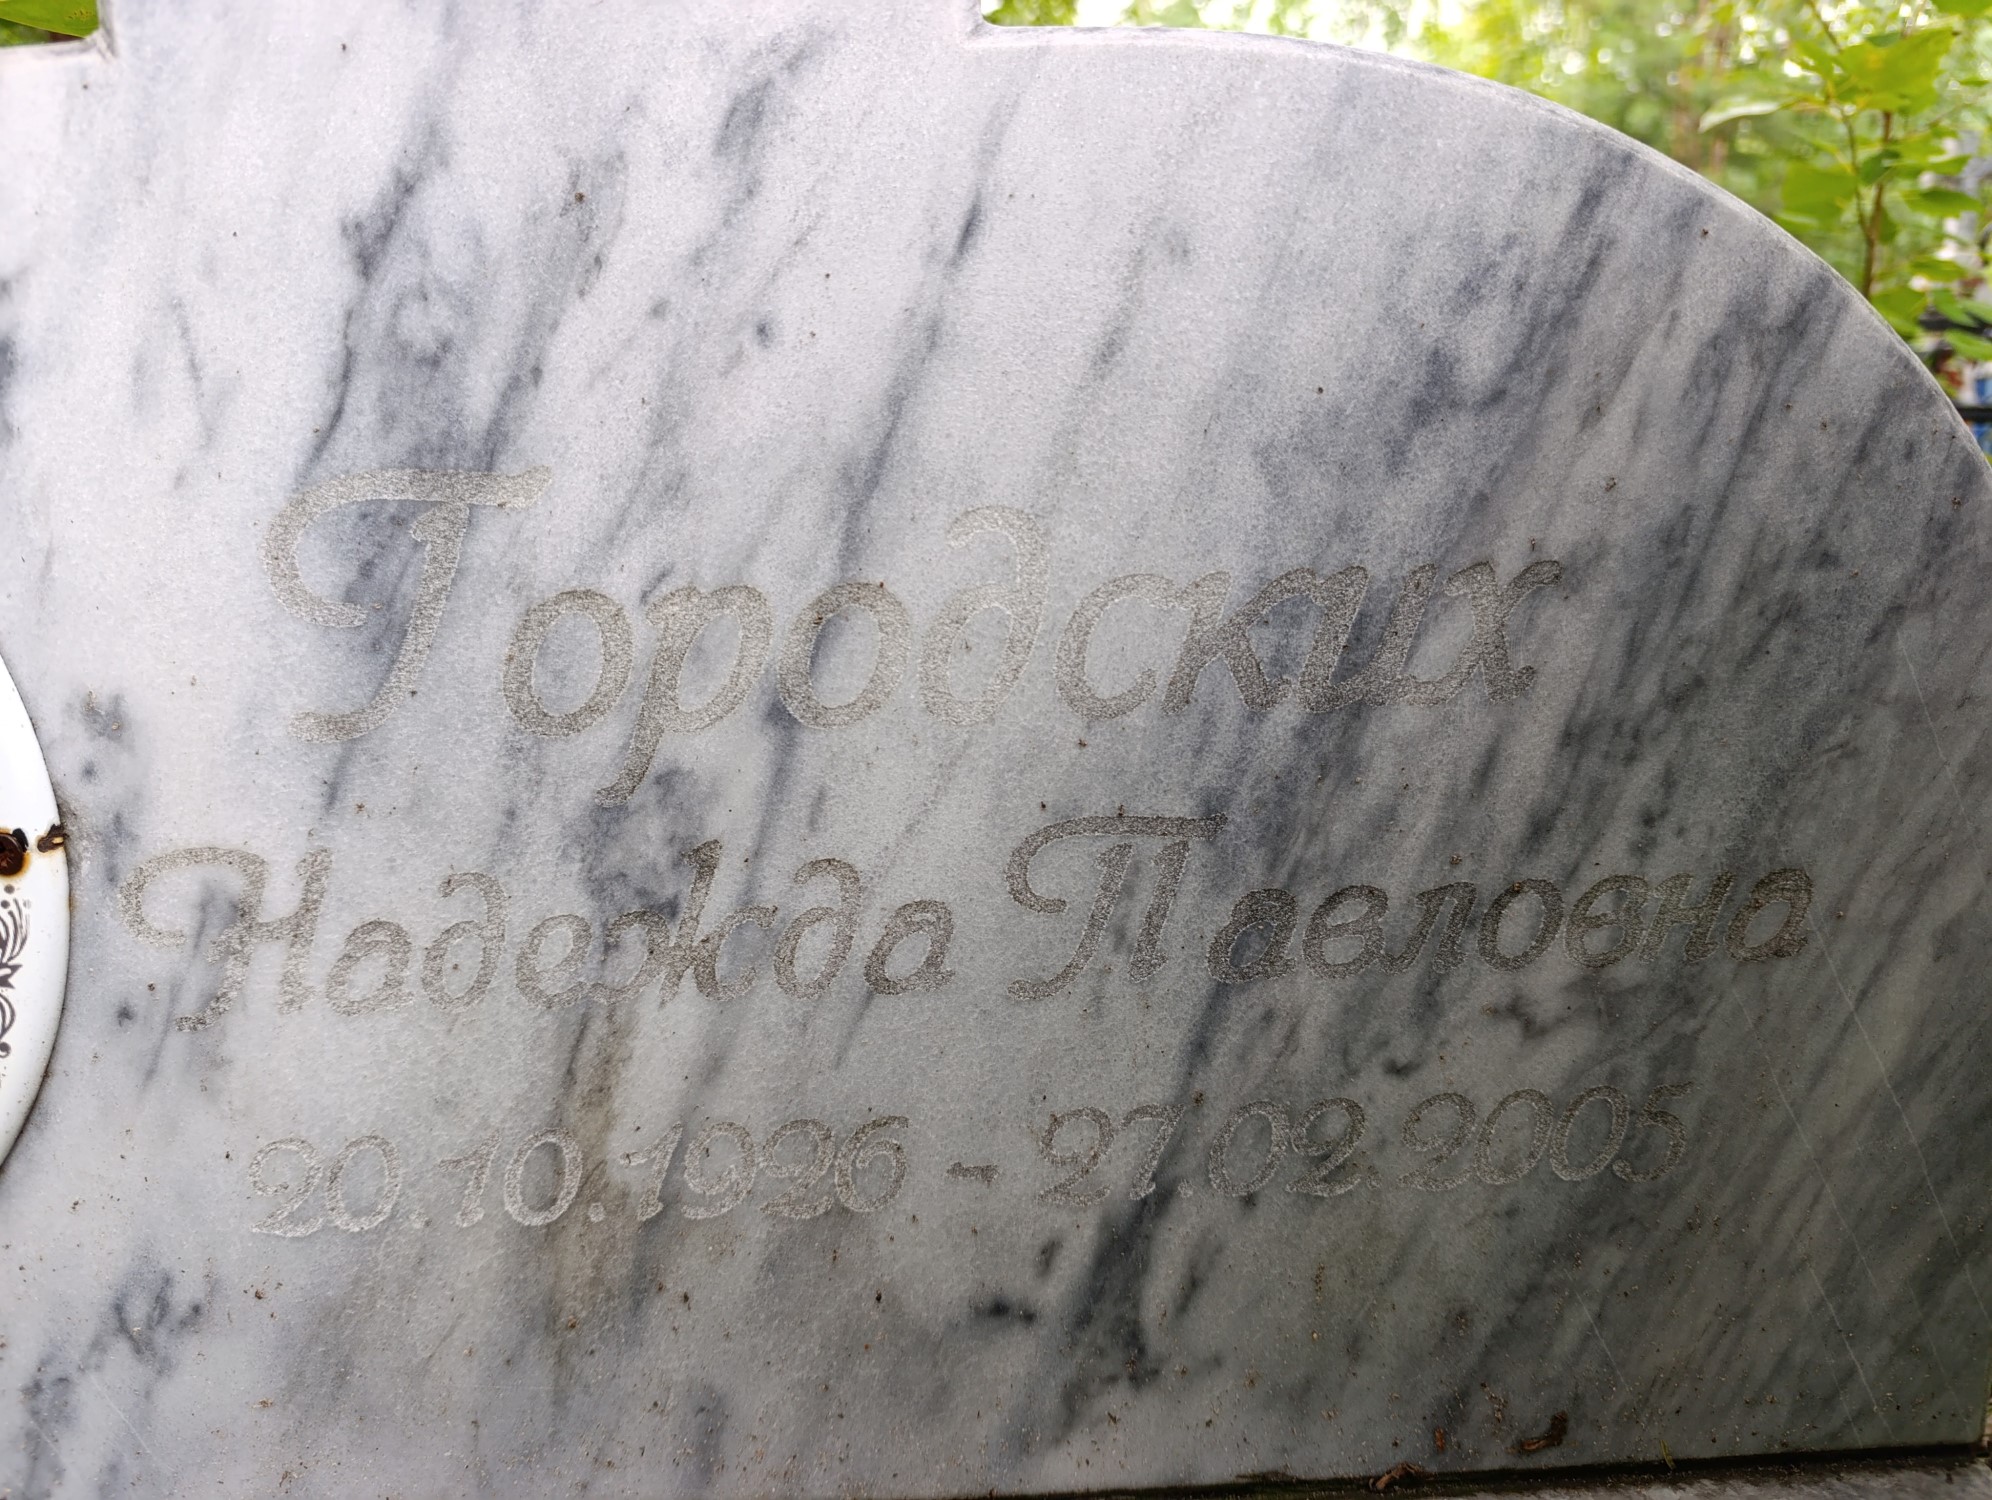 Городских
Надежда Павловна
20.10.1926 - 27.02.2005